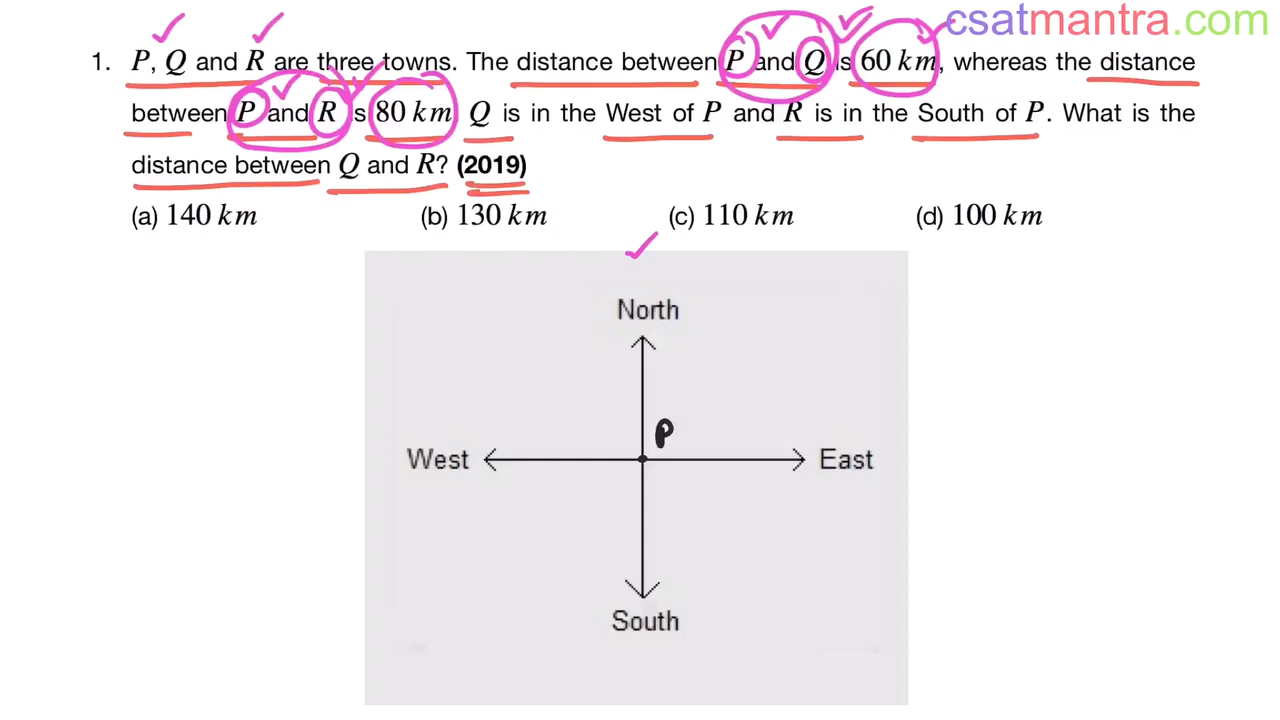 csatmantra.com
1. P, Q and R are three towns. The distance between P and Q is 60 km, whereas the distance
between P and R is 80 km. Q is in the West of P and R is in the South of P. What is the
distance between Q and R? (2019)
(a) 140 km (b) 130 km (c) 110 km (d) 100 km
North
P
West East
South